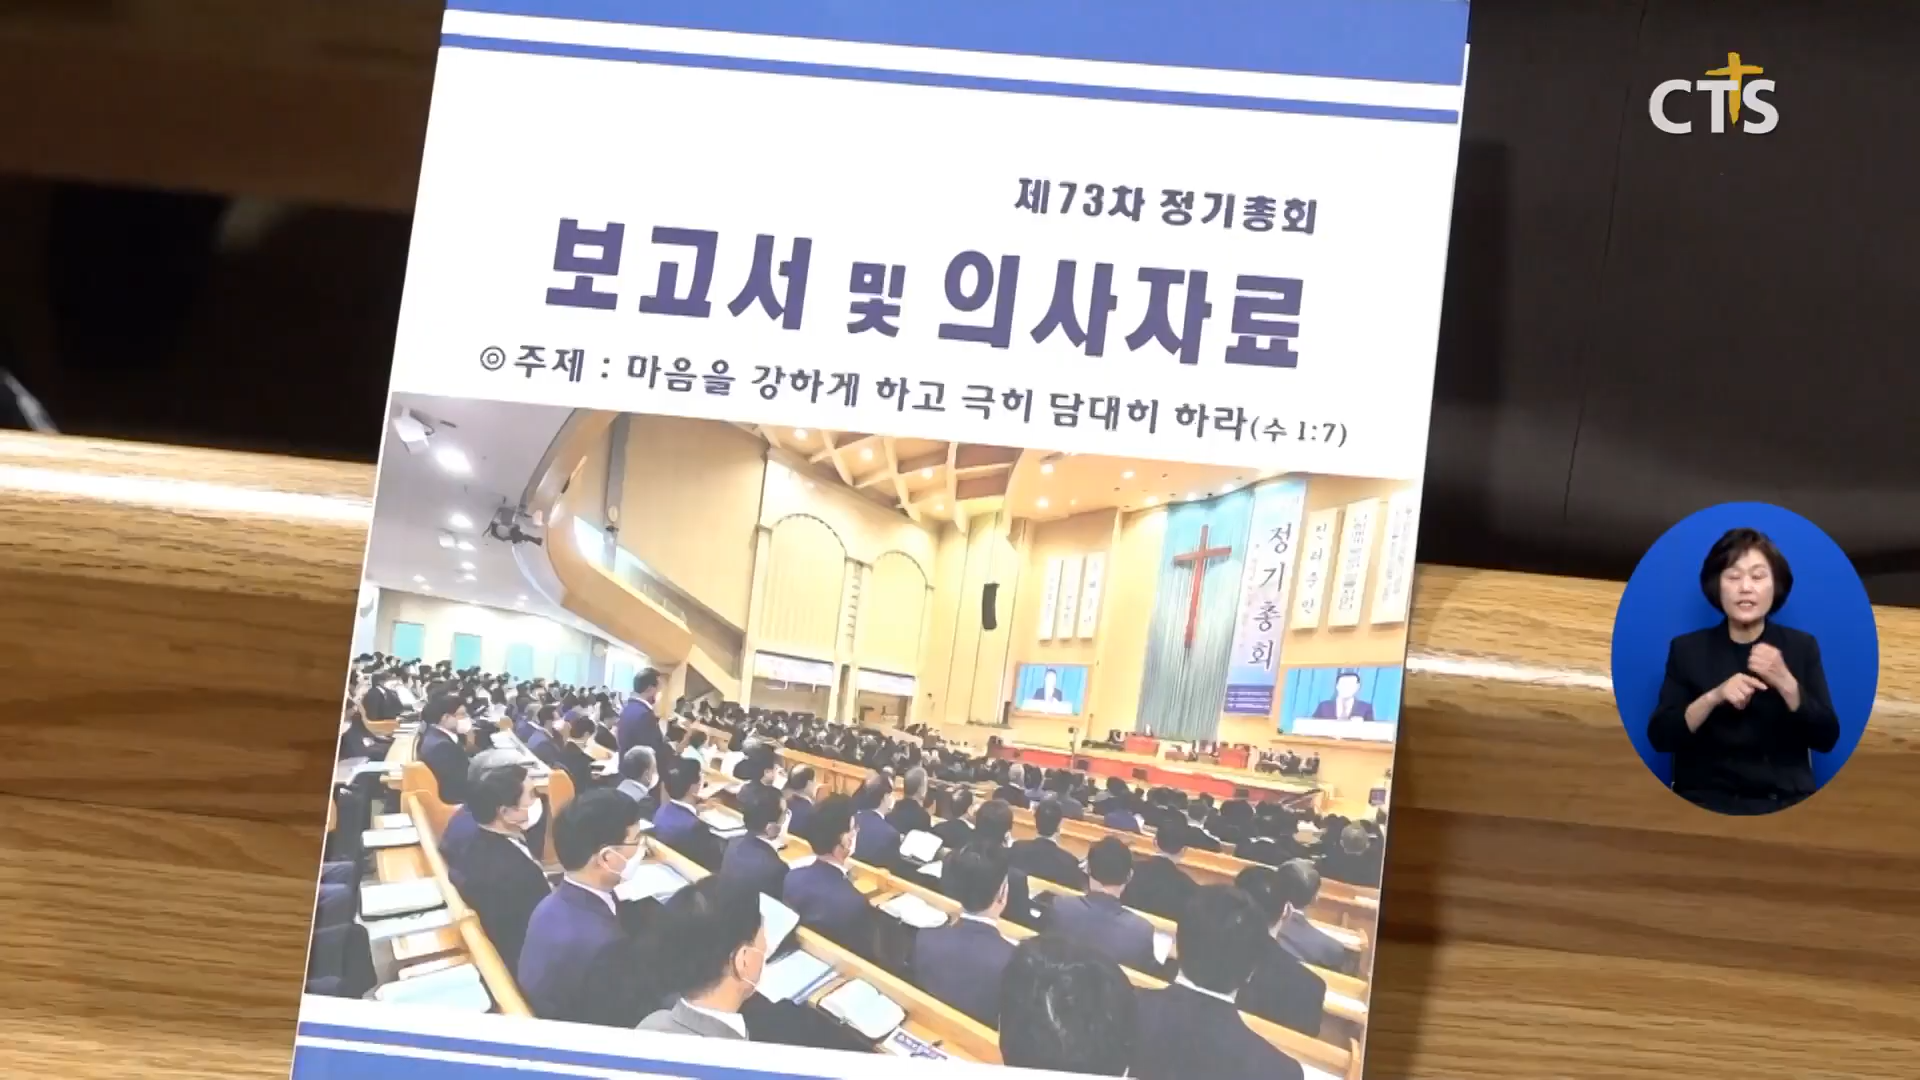 CTS
제73차 정기총회
보고서 및 의사자료
◎ 주제 : 마음을 강하게 하고 극히 담대히 하라(수 1:7)
정기총회